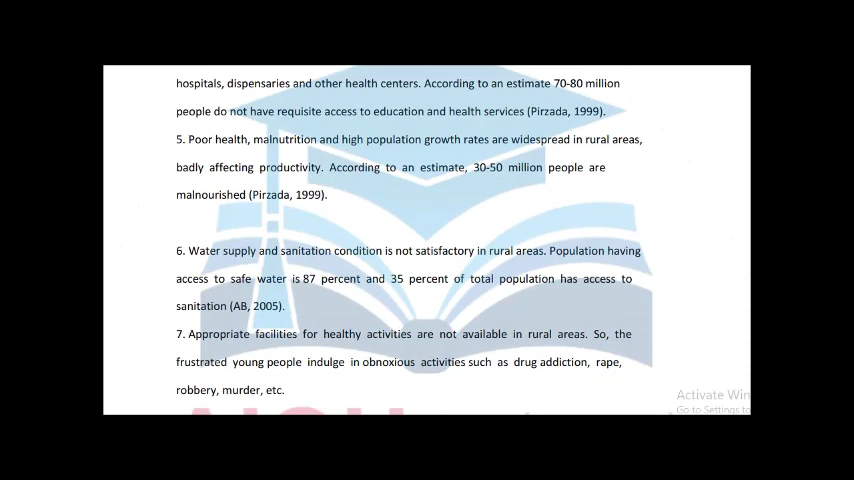 hospitals, dispensaries and other health centers. According to an estimate 70-80 million
people do not have requisite access to education and health services (Pirzada, 1999).
5. Poor health, malnutrition and high population growth rates are widespread in rural areas,
badly affecting productivity. According to an estimate, 30-50 million people are
malnourished (Pirzada, 1999).
6. Water supply and sanitation condition is not satisfactory in rural areas. Population having
access to safe water is 87 percent and 35 percent of total population has access to
sanitation (AB, 2005).
7. Appropriate facilities for healthy activities are not available in rural areas. So, the
frustrated young people indulge in obnoxious activities such as drug addiction, rape,
robbery, murder, etc.
Activate Win
Go to Settings to